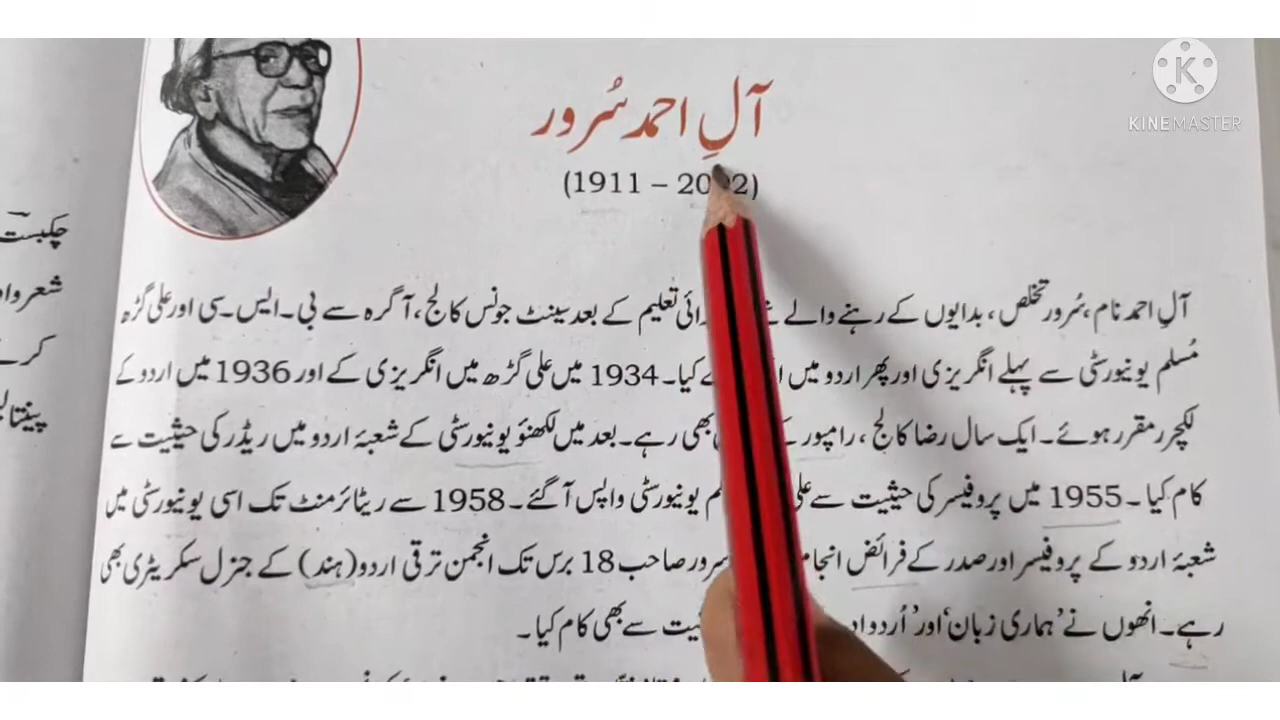 KINEMASTER
آلِ احمد سُرور
(1911 – 2002)
آلِ احمد نام، سُرور تخلص، بدایوں کے رہنے والے تعلیم کے بعد سینٹ جونس کالج، آگرہ سے بی۔ ایس۔ سی اور علی گڑھ
مُسلم یونیورسٹی سے پہلے انگریزی اور پھر اردو میں کیا۔ 1934 میں علی گڑھ میں انگریزی کے اور 1936 میں اردو کے
لکچرر مقرر ہوئے۔ ایک سال رضا کالج، رامپور بھی رہے۔ بعد میں لکھنؤ یونیورسٹی کے شعبۂ اردو میں ریڈر کی حیثیت سے
کام کیا۔ 1955 میں پروفیسر کی حیثیت سے یونیورسٹی واپس آگئے۔ 1958 سے ریٹائرمنٹ تک اسی یونیورسٹی میں
شعبۂ اردو کے پروفیسر اور صدر کے فرائض سرور صاحب 18 برس تک انجمن ترقی اردو (ہند) کے جنرل سکریٹری بھی
رہے۔ انھوں نے 'ہماری زبان' اور سے بھی کام کیا۔
چکبست
کرے